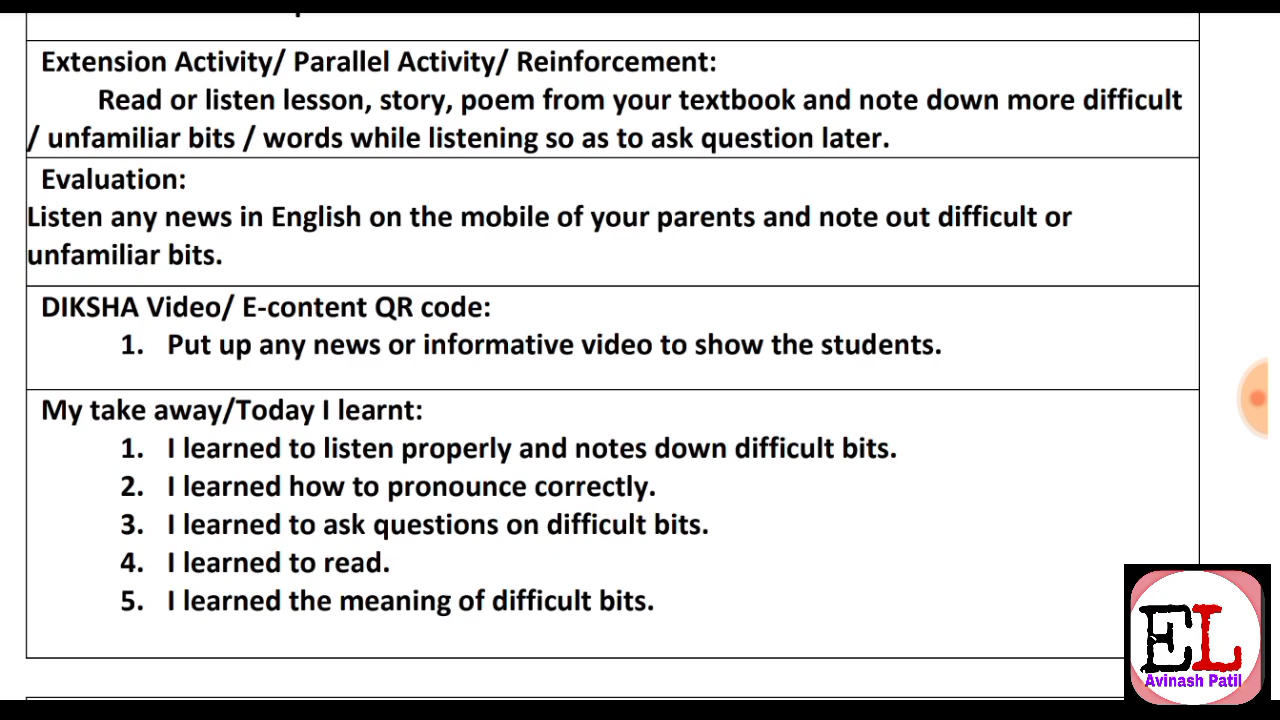 Extension Activity/ Parallel Activity/ Reinforcement:
Read or listen lesson, story, poem from your textbook and note down more difficult
/ unfamiliar bits / words while listening so as to ask question later.
Evaluation:
Listen any news in English on the mobile of your parents and note out difficult or
unfamiliar bits.
DIKSHA Video/ E-content QR code:
1. Put up any news or informative video to show the students.
My take away/Today I learnt:
1. I learned to listen properly and notes down difficult bits.
2. I learned how to pronounce correctly.
3. I learned to ask questions on difficult bits.
4. I learned to read.
5. I learned the meaning of difficult bits.
EL
Avinash Patil